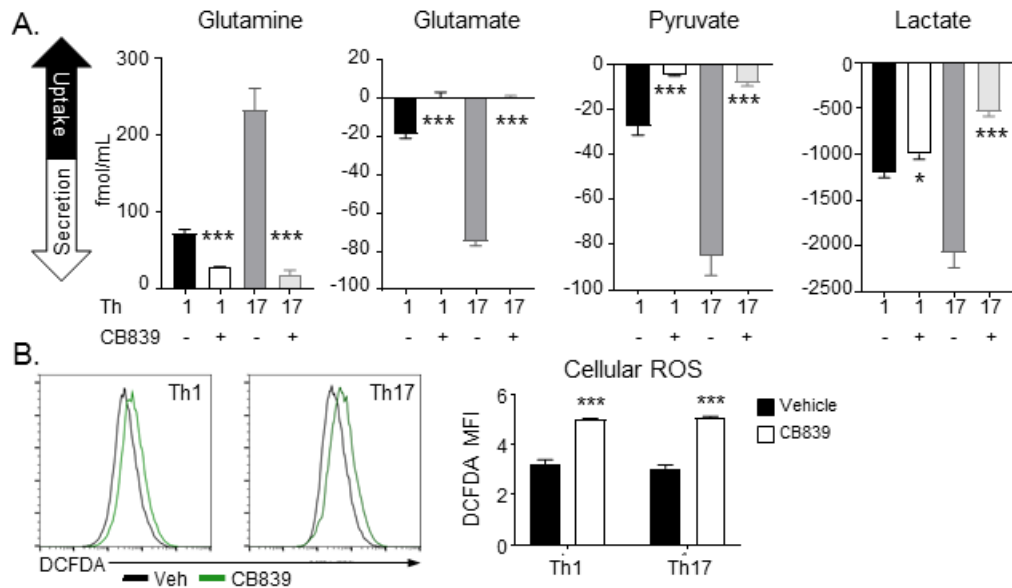 A.
Uptake
Secretion
fmol/mL
Glutamine
300
200
100
0
Glutamate
20
0
-20
-40
-60
-80
-100
Pyruvate
0
-20
-40
-60
-80
-100
Lactate
0
-500
-1000
-1500
-2000
-2500
*** ***
*** ***
*** ***
* ***
Th 1 1 17 17 1 1 17 17 1 1 17 17 1 1 17 17
CB839 - + - + - + - + - + - + - + - +
B.
Th1
Th17
DCFDA
Veh CB839
Cellular ROS
DCFDA MFI
6
4
2
0
*** ***
Th1 Th17
Vehicle
CB839